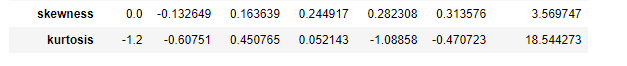 skewness 0.0 -0.132649 0.163639 0.244917 0.282308 0.313576 3.569747
kurtosis -1.2 -0.60751 0.450765 0.052143 -1.08858 -0.470723 18.544273